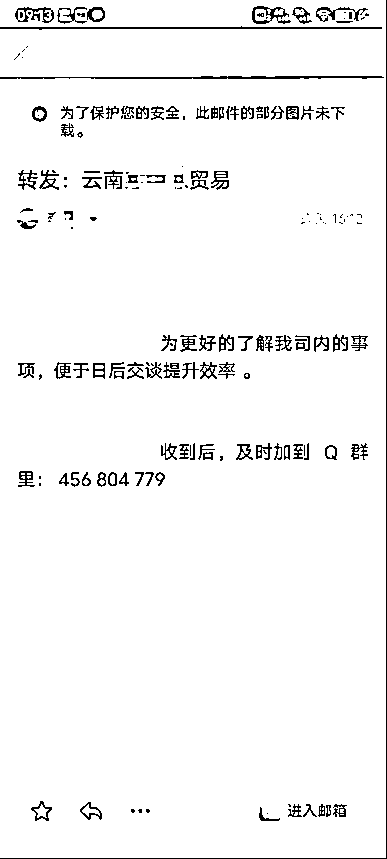 09:13
为了保护您的安全，此邮件的部分图片未下
载。
转发：云南 贸易
16:12
为更好的了解我司内的事
项，便于日后交谈提升效率 。
收到后，及时加到 Q 群
里： 456 804 779
进入邮箱